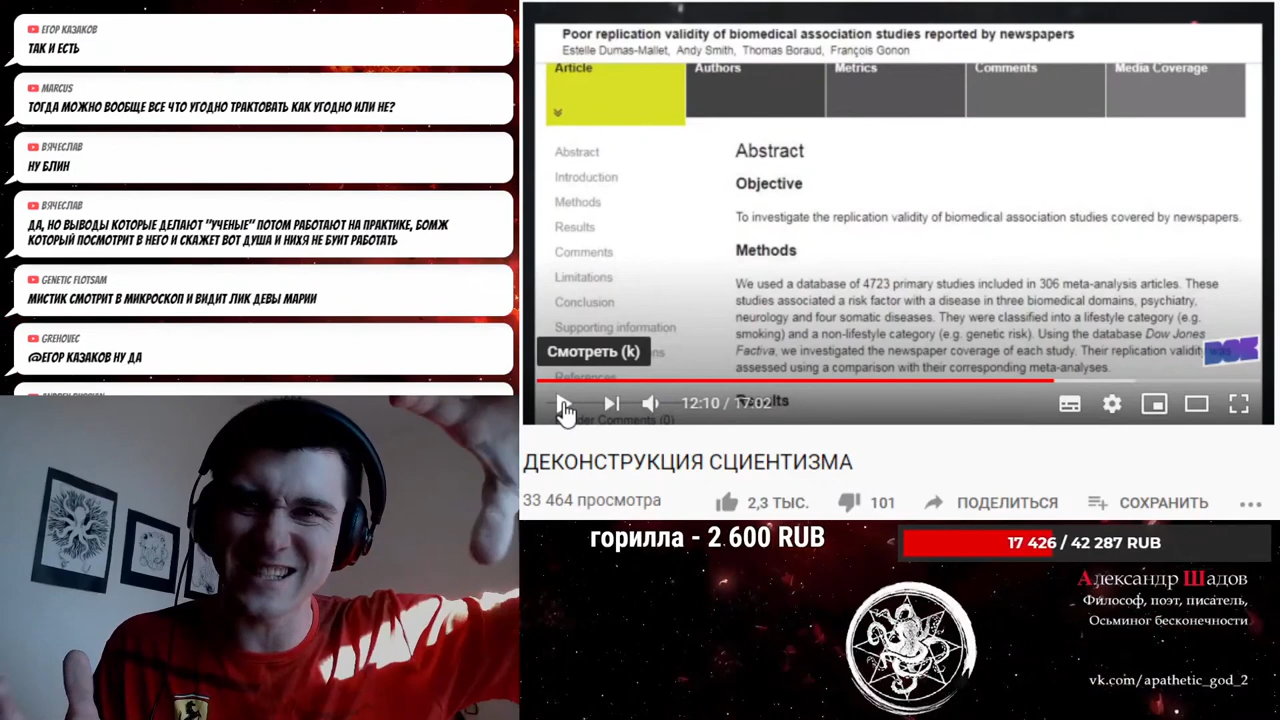 ЕГОР КАЗАКОВ
ТАК И ЕСТЬ
MARCUS
ТОГДА МОЖНО ВООБЩЕ ВСЕ ЧТО УГОДНО ТРАКТОВАТЬ КАК УГОДНО ИЛИ НЕ?
ВЯЧЕСЛАВ
НУ БЛИН
ВЯЧЕСЛАВ
ДА, НО ВЫВОДЫ КОТОРЫЕ ДЕЛАЮТ "УЧЕНЫЕ" ПОТОМ РАБОТАЮТ НА ПРАКТИКЕ, БОМЖ
КОТОРЫЙ ПОСМОТРИТ В НЕГО И СКАЖЕТ ВОТ ДУША И НИХЯ НЕ БУИТ РАБОТАТЬ
GENETIC FLOTSAM
МИСТИК СМОТРИТ В МИКРОСКОП И ВИДИТ ЛИК ДЕВЫ МАРИИ
GREHOVEC
@ЕГОР КАЗАКОВ НУ ДА
Poor replication validity of biomedical association studies reported by newspapers
Estelle Dumas-Mallet, Andy Smith, Thomas Boraud, François Gonon
Article
Authors
Metrics
Comments
Media Coverage
Abstract
Introduction
Methods
Results
Comments
Limitations
Conclusion
Supporting information
Abstract
Objective
To investigate the replication validity of biomedical association studies covered by newspapers.
Methods
We used a database of 4723 primary studies included in 306 meta-analysis articles. These
studies associated a risk factor with a disease in three biomedical domains, psychiatry,
neurology and four somatic diseases. They were classified into a lifestyle category (e.g.
smoking) and a non-lifestyle category (e.g. genetic risk). Using the database Dow Jones
Factiva, we investigated the newspaper coverage of each study. Their replication validity was
assessed using a comparison with their corresponding meta-analyses.
Results
Смотреть (k)
12:10 / 17:02
ДЕКОНСТРУКЦИЯ СЦИЕНТИЗМА
33 464 просмотра
2,3 ТЫС.
101
ПОДЕЛИТЬСЯ
СОХРАНИТЬ
горилла - 2 600 RUB
17 426 / 42 287 RUB
Александр Шадов
Философ, поэт, писатель,
Осьминог бесконечности
vk.com/apathetic_god_2